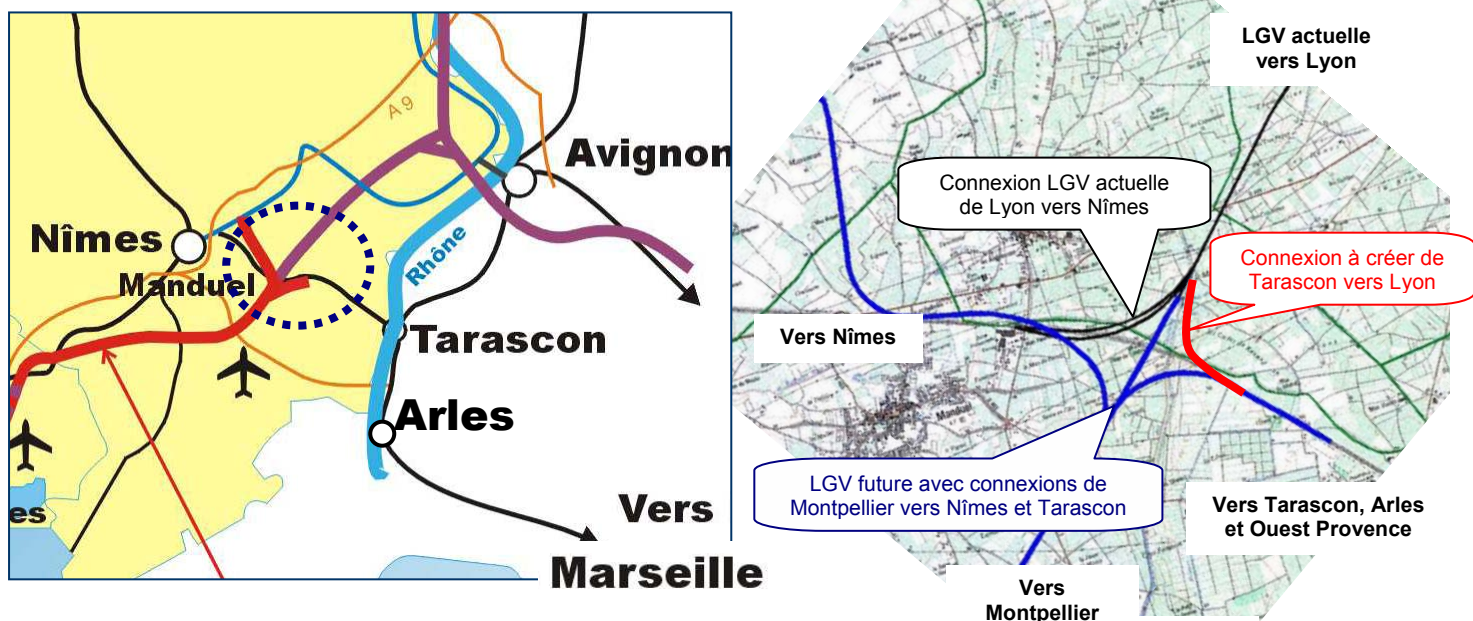 A 9
Avignon
Nîmes
Rhône
Manduel
Tarascon
Arles
es
Vers
Marseille
LGV actuelle
vers Lyon
Connexion LGV actuelle
de Lyon vers Nîmes
Connexion à créer de
Tarascon vers Lyon
Vers Nîmes
Manduel
LGV future avec connexions de
Montpellier vers Nîmes et Tarascon
Vers Tarascon, Arles
et Ouest Provence
Vers
Montpellier